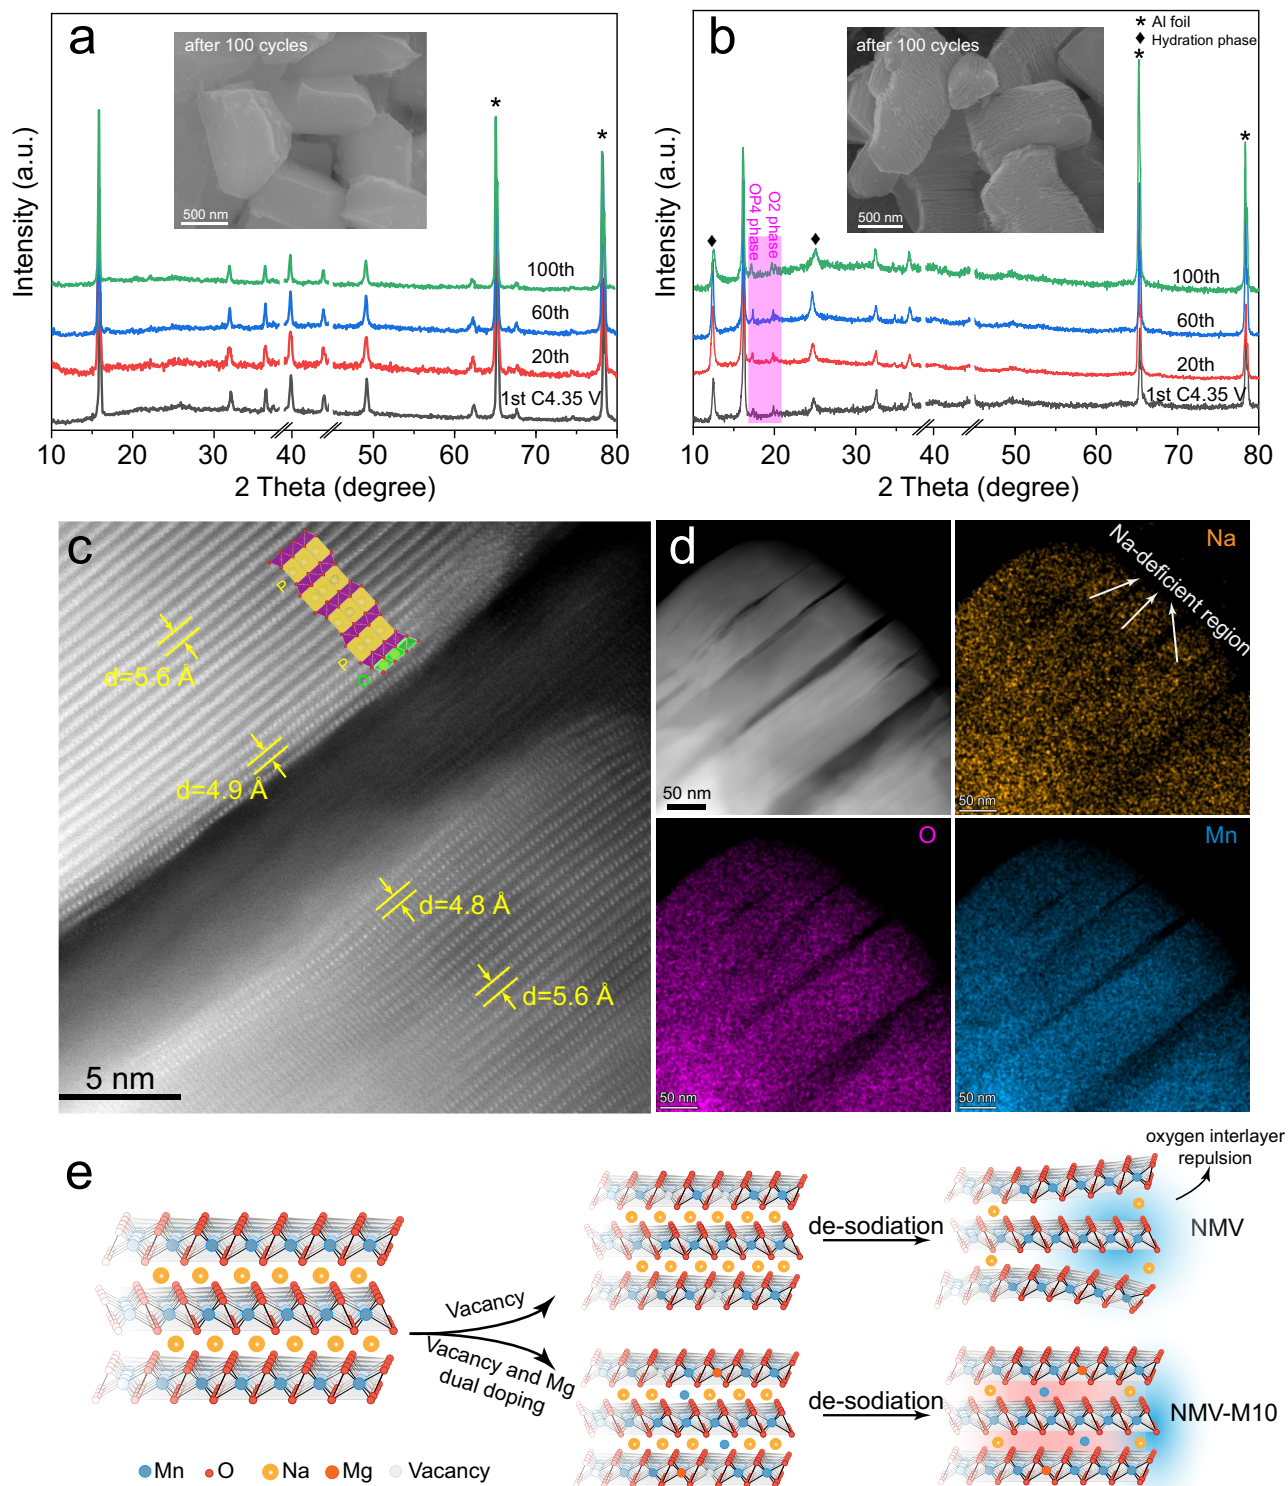 a
after 100 cycles
500 nm
*
*
100th
60th
20th
1st C4.35 V
Intensity (a.u.)
10 20 30 40 50 60 70 80
2 Theta (degree)
b
after 100 cycles
500 nm
* Al foil
♦ Hydration phase
*
*
♦
♦
OP4 phase
O2 phase
100th
60th
20th
1st C4.35 V
Intensity (a.u.)
10 20 30 40 50 60 70 80
2 Theta (degree)
c
P
P
O
d=5.6 Å
d=4.9 Å
d=4.8 Å
d=5.6 Å
5 nm
d
50 nm
Na
Na-deficient region
50 nm
O
50 nm
Mn
50 nm
e
Vacancy
Vacancy and Mg
dual doping
de-sodiation
de-sodiation
oxygen interlayer
repulsion
NMV
NMV-M10
Mn O Na Mg Vacancy